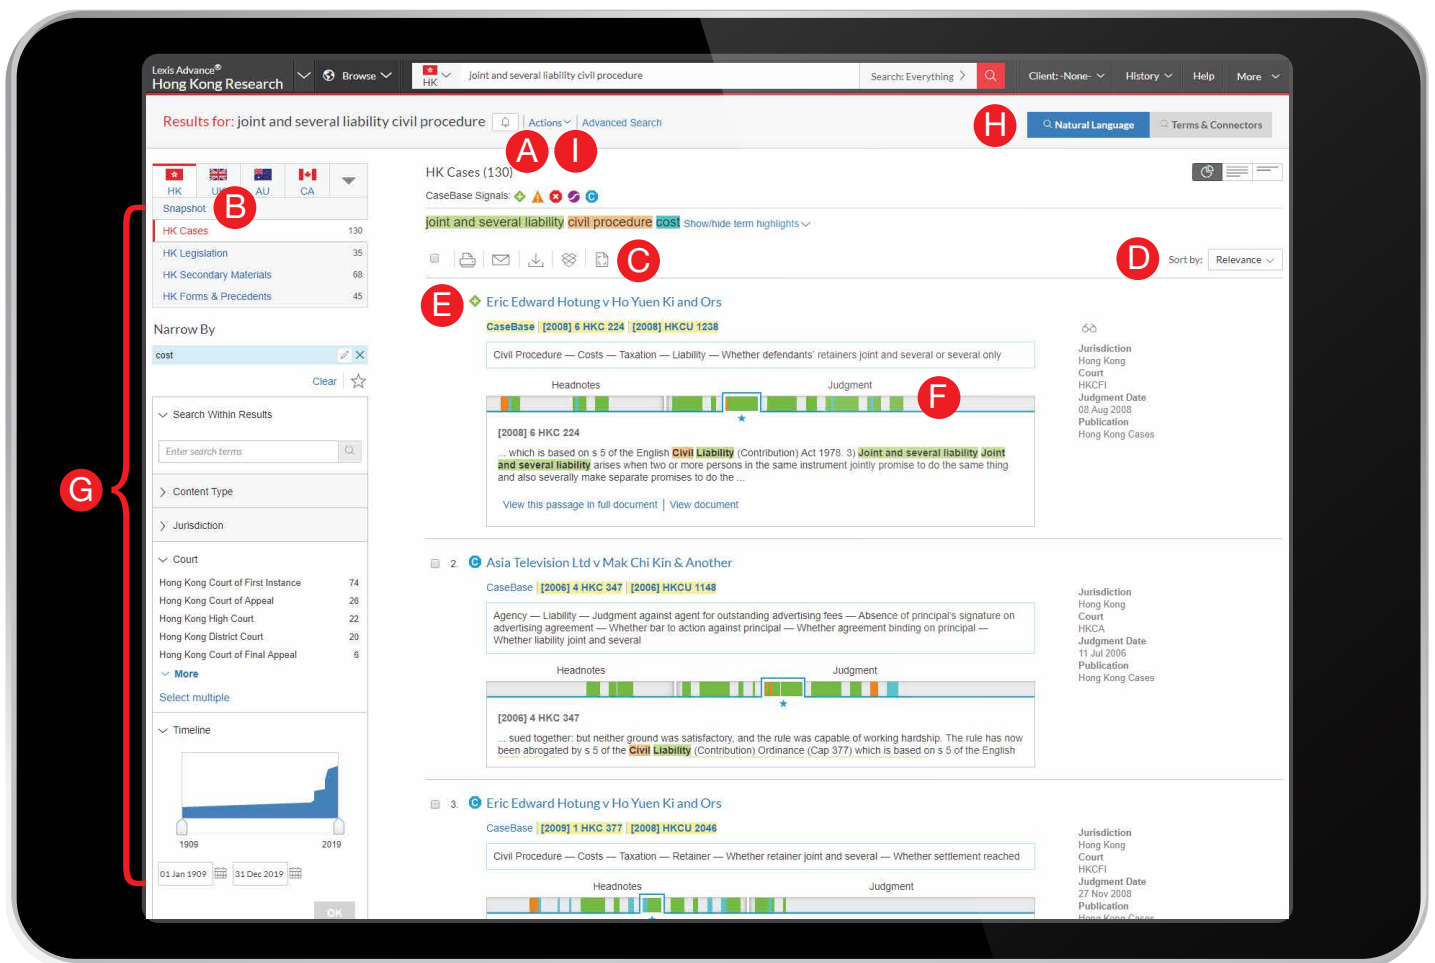 Lexis Advance®
Hong Kong Research
Browse
HK
joint and several liability civil procedure
Search: Everything
Client: -None-
History
Help
More
Results for: joint and several liability civil procedure
Actions
Advanced Search
H
Natural Language
Terms & Connectors
A
I
HK
AU
CA
B
Snapshot
HK Cases 130
HK Legislation 35
HK Secondary Materials 68
HK Forms & Precedents 45
Narrow By
cost
Clear
G
Search Within Results
Enter search terms
Content Type
Jurisdiction
Court
Hong Kong Court of First Instance 74
Hong Kong Court of Appeal 26
Hong Kong High Court 22
Hong Kong District Court 20
Hong Kong Court of Final Appeal 6
More
Select multiple
Timeline
1909 2019
01 Jan 1909 31 Dec 2019
OK
HK Cases (130)
CaseBase Signals:
C
joint and several liability civil procedure cost Show/hide term highlights
C
D
Sort by: Relevance
E
Eric Edward Hotung v Ho Yuen Ki and Ors
CaseBase | [2008] 6 HKC 224 | [2008] HKCU 1238
Civil Procedure — Costs — Taxation — Liability — Whether defendants' retainers joint and several or several only
Headnotes Judgment
F
[2008] 6 HKC 224
... which is based on s 5 of the English Civil Liability (Contribution) Act 1978. 3) Joint and several liability Joint
and several liability arises when two or more persons in the same instrument jointly promise to do the same thing
and also severally make separate promises to do the ...
View this passage in full document | View document
Jurisdiction
Hong Kong
Court
HKCFI
Judgment Date
08 Aug 2008
Publication
Hong Kong Cases
2. C Asia Television Ltd v Mak Chi Kin & Another
CaseBase | [2006] 4 HKC 347 | [2006] HKCU 1148
Agency — Liability — Judgment against agent for outstanding advertising fees — Absence of principal's signature on
advertising agreement — Whether bar to action against principal — Whether agreement binding on principal —
Whether liability joint and several
Headnotes Judgment
[2006] 4 HKC 347
... sued together: but neither ground was satisfactory, and the rule was capable of working hardship. The rule has now
been abrogated by s 5 of the Civil Liability (Contribution) Ordinance (Cap 377) which is based on s 5 of the English
Jurisdiction
Hong Kong
Court
HKCA
Judgment Date
11 Jul 2006
Publication
Hong Kong Cases
3. C Eric Edward Hotung v Ho Yuen Ki and Ors
CaseBase | [2009] 1 HKC 377 | [2008] HKCU 2046
Civil Procedure — Costs — Taxation — Retainer — Whether retainer joint and several — Whether settlement reached
Headnotes Judgment
Jurisdiction
Hong Kong
Court
HKCFI
Judgment Date
27 Nov 2008
Publication
Hong Kong Cases